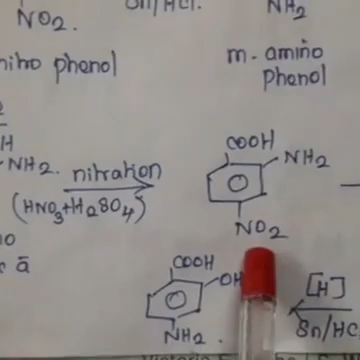 NO2.
Sn/HCl.
NH2
phenol
m. amino
phenol
H
NH2. nitration
(HNO3+H2SO4)
COOH
NH2
NO2
COOH
OH
[H]
Sn/HC
NH2.